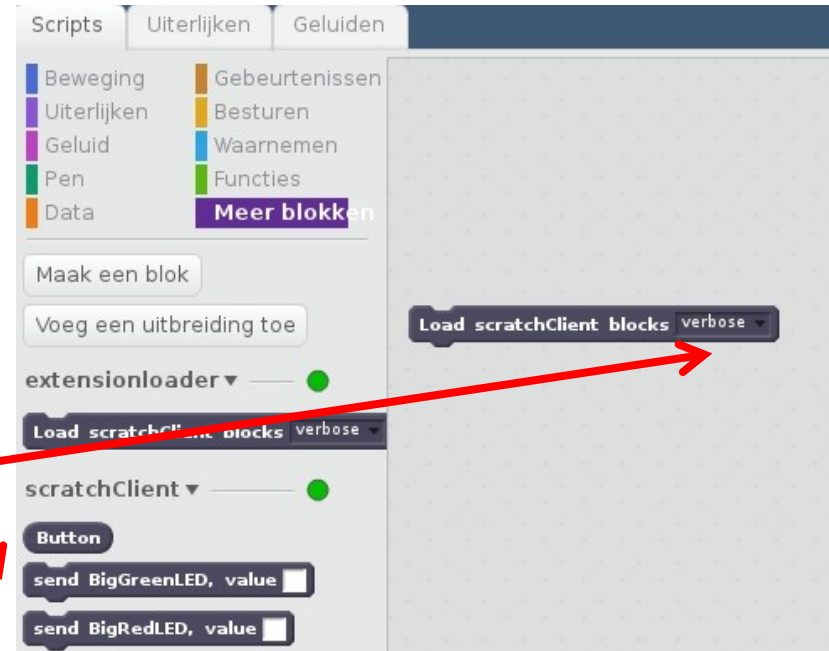 Scripts Uiterlijken Geluiden
Beweging Gebeurtenissen
Uiterlijken Besturen
Geluid Waarnemen
Pen Functies
Data Meer blokken
Maak een blok
Voeg een uitbreiding toe
Load scratchClient blocks verbose
extensionloader
Load scratchClient blocks verbose
scratchClient
Button
send BigGreenLED, value
send BigRedLED, value